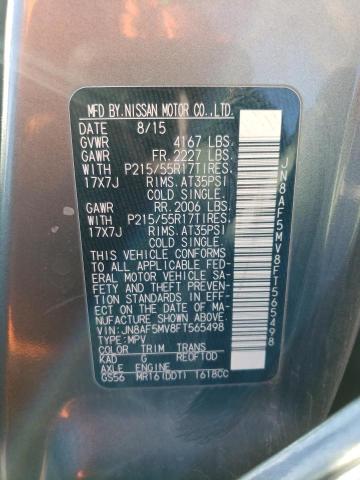 MFD BY.NISSAN MOTOR CO.,LTD.
DATE 8/15
GVWR 4167 LBS.
GAWR FR. 2227 LBS.
WITH P215/55R17TIRES,
17X7J RIMS,AT35PSI
COLD SINGLE.
GAWR RR. 2006 LBS.
WITH P215/55R17TIRES,
17X7J RIMS,AT35PSI
COLD SINGLE.
THIS VEHICLE CONFORMS
TO ALL APPLICABLE FED-
ERAL MOTOR VEHICLE SA-
FETY AND THEFT PREVEN-
TION STANDARDS IN EFF-
ECT ON THE DATE OF MA-
NUFACTURE SHOWN ABOVE.
VIN:JN8AF5MV8FT565498
TYPE:MPV
COLOR TRIM TRANS
KAD G RE0F10D
AXLE ENGINE
GS56 MR16(DDT) 1618CC
JN8AF5MV8FT565498